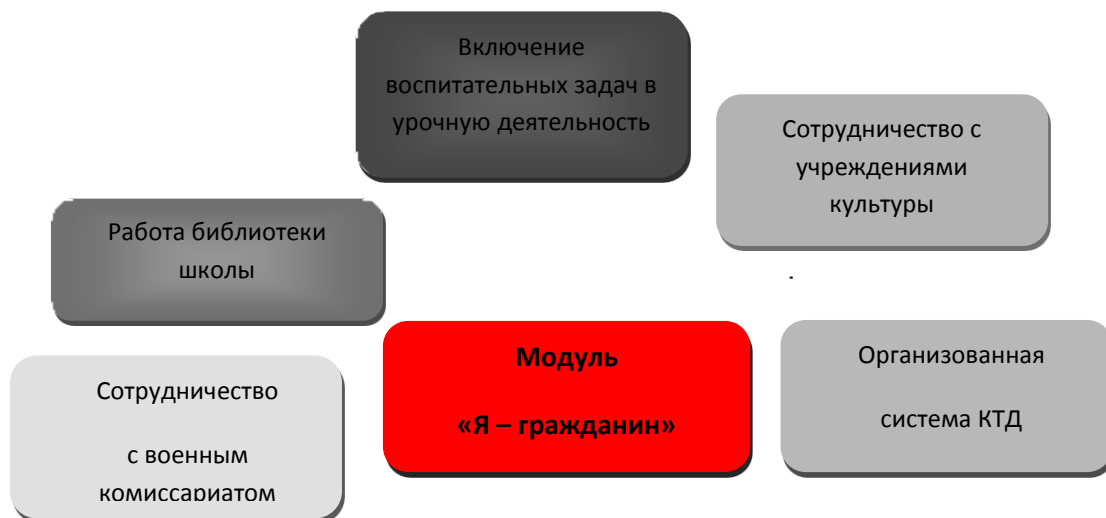 Включение
воспитательных задач в
урочную деятельность
Сотрудничество с
учреждениями
культуры
Работа библиотеки
школы
.
Модуль
«Я – гражданин»
Организованная
система КТД
Сотрудничество
с военным
комиссариатом